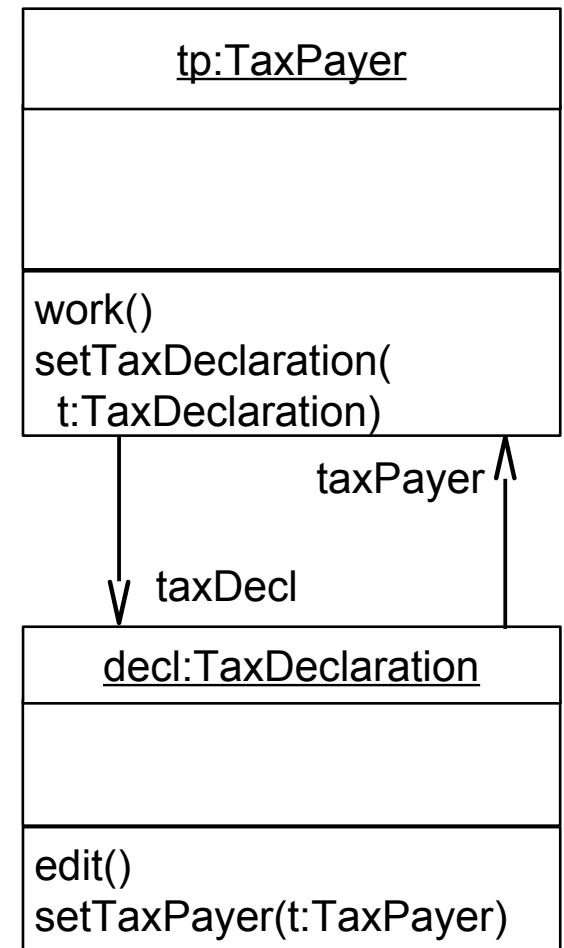 tp:TaxPayer
work()
setTaxDeclaration(
t:TaxDeclaration)
taxPayer
taxDecl
decl:TaxDeclaration
edit()
setTaxPayer(t:TaxPayer)